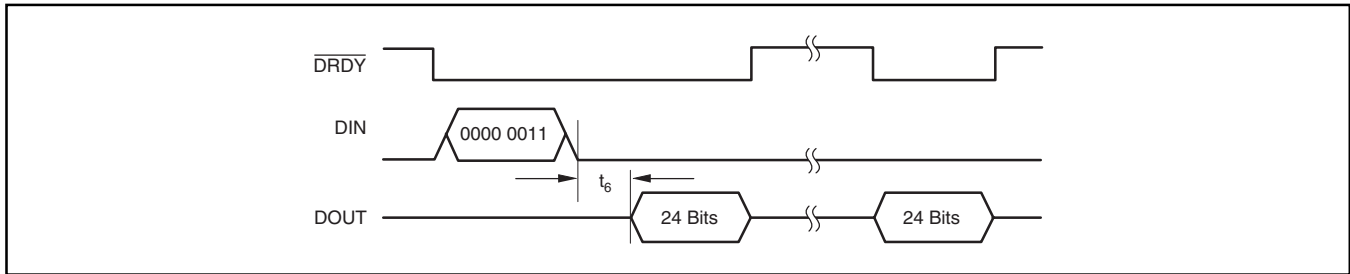 DRDY
DIN
0000 0011
t6
DOUT
24 Bits
24 Bits